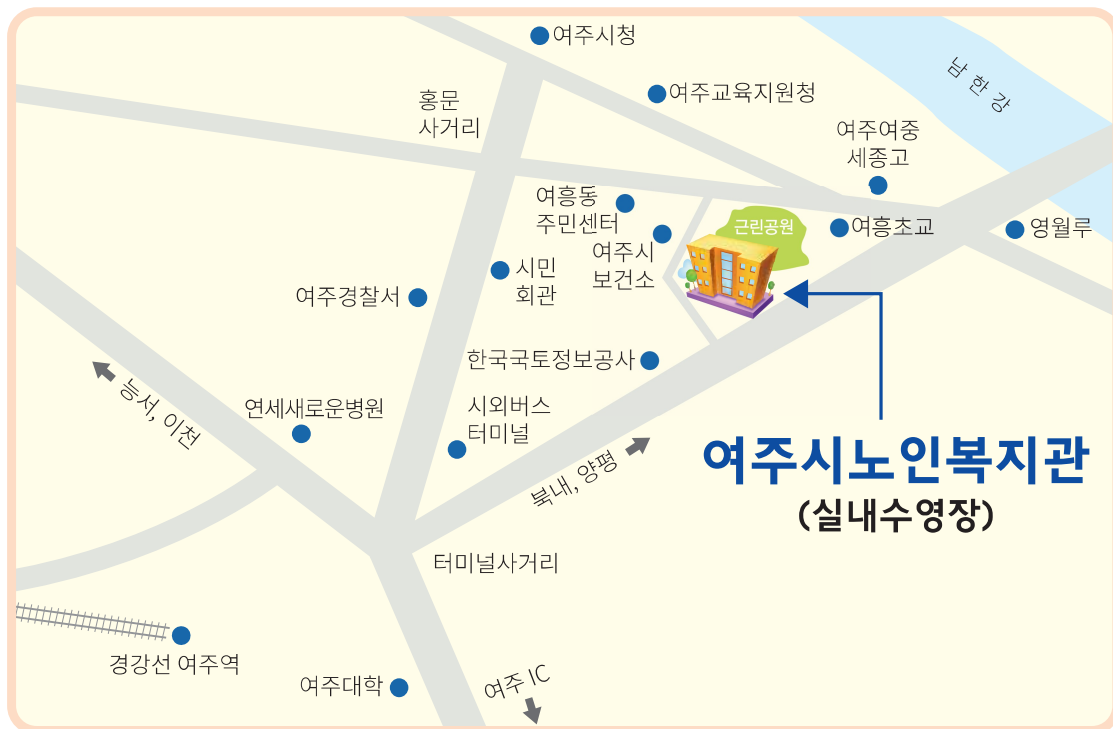 여주시청
남한강
여주교육지원청
홍문
사거리
여주여중
세종고
여흥동
주민센터
근린공원
여흥초교
영월루
여주시
보건소
시민
회관
여주경찰서
한국국토정보공사
능서, 이천
연세새로운병원
시외버스
터미널
북내, 양평
여주시노인복지관
(실내수영장)
터미널사거리
경강선 여주역
여주대학
여주 IC